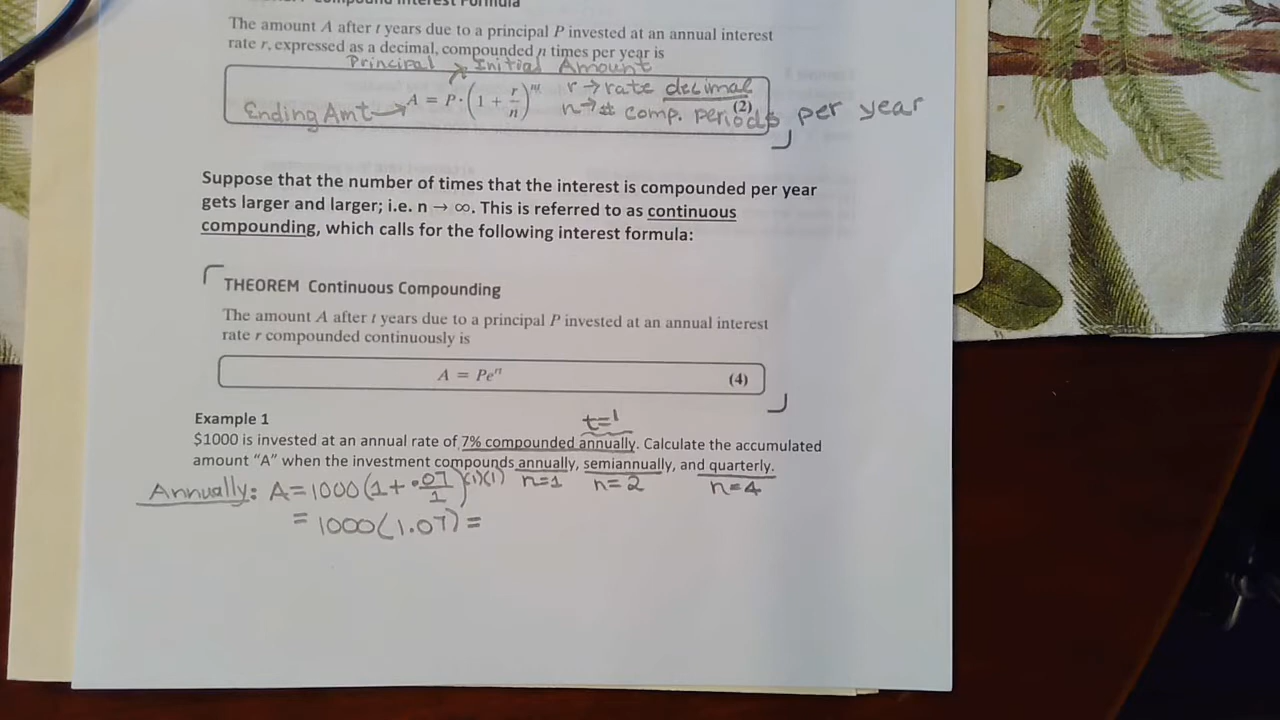 Compound Interest Formula
The amount A after t years due to a principal P invested at an annual interest
rate r, expressed as a decimal, compounded n times per year is
Principal Initial Amount
r → rate decimal
Ending Amt → A = P·(1 + r/n)^nt n → # comp. periods per year
(2)
Suppose that the number of times that the interest is compounded per year
gets larger and larger; i.e. n → ∞. This is referred to as continuous
compounding, which calls for the following interest formula:
THEOREM Continuous Compounding
The amount A after t years due to a principal P invested at an annual interest
rate r compounded continuously is
A = Pe^rt (4)
Example 1
t=1
$1000 is invested at an annual rate of 7% compounded annually. Calculate the accumulated
amount “A” when the investment compounds annually, semiannually, and quarterly.
n=1 n=2 n=4
Annually: A=1000(1+.07/1)^(1)(1)
= 1000(1.07) =